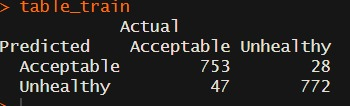 > table_train
Actual
Predicted Acceptable Unhealthy
Acceptable 753 28
Unhealthy 47 772
>